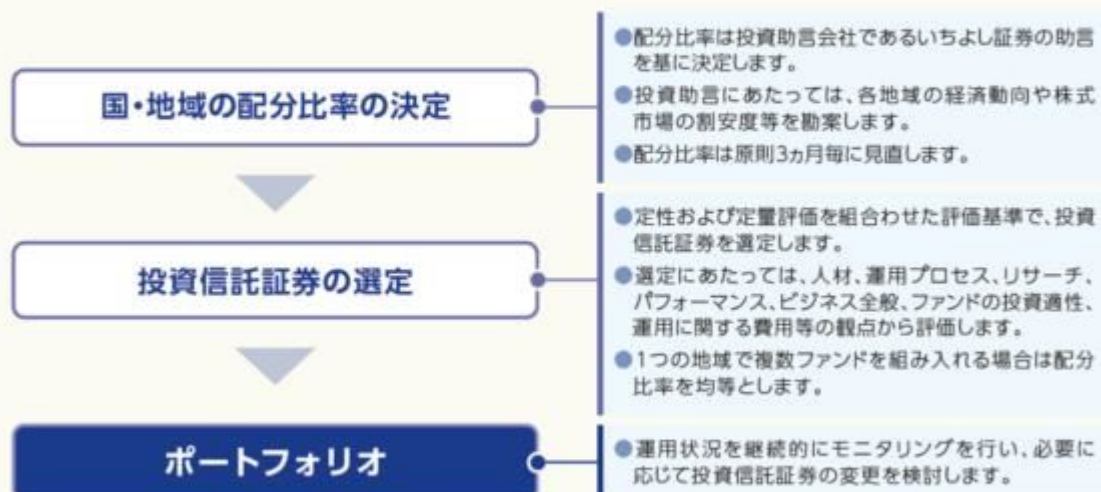 国・地域の配分比率の決定
●配分比率は投資助言会社であるいちよし証券の助言
を基に決定します。
●投資助言にあたっては、各地域の経済動向や株式
市場の割安度等を勘案します。
●配分比率は原則3ヵ月毎に見直します。
投資信託証券の選定
●定性および定量評価を組合わせた評価基準で、投資
信託証券を選定します。
●選定にあたっては、人材、運用プロセス、リサーチ、
パフォーマンス、ビジネス全般、ファンドの投資適性、
運用に関する費用等の観点から評価します。
●1つの地域で複数ファンドを組み入れる場合は配分
比率を均等とします。
ポートフォリオ
●運用状況を継続的にモニタリングを行い、必要に
応じて投資信託証券の変更を検討します。